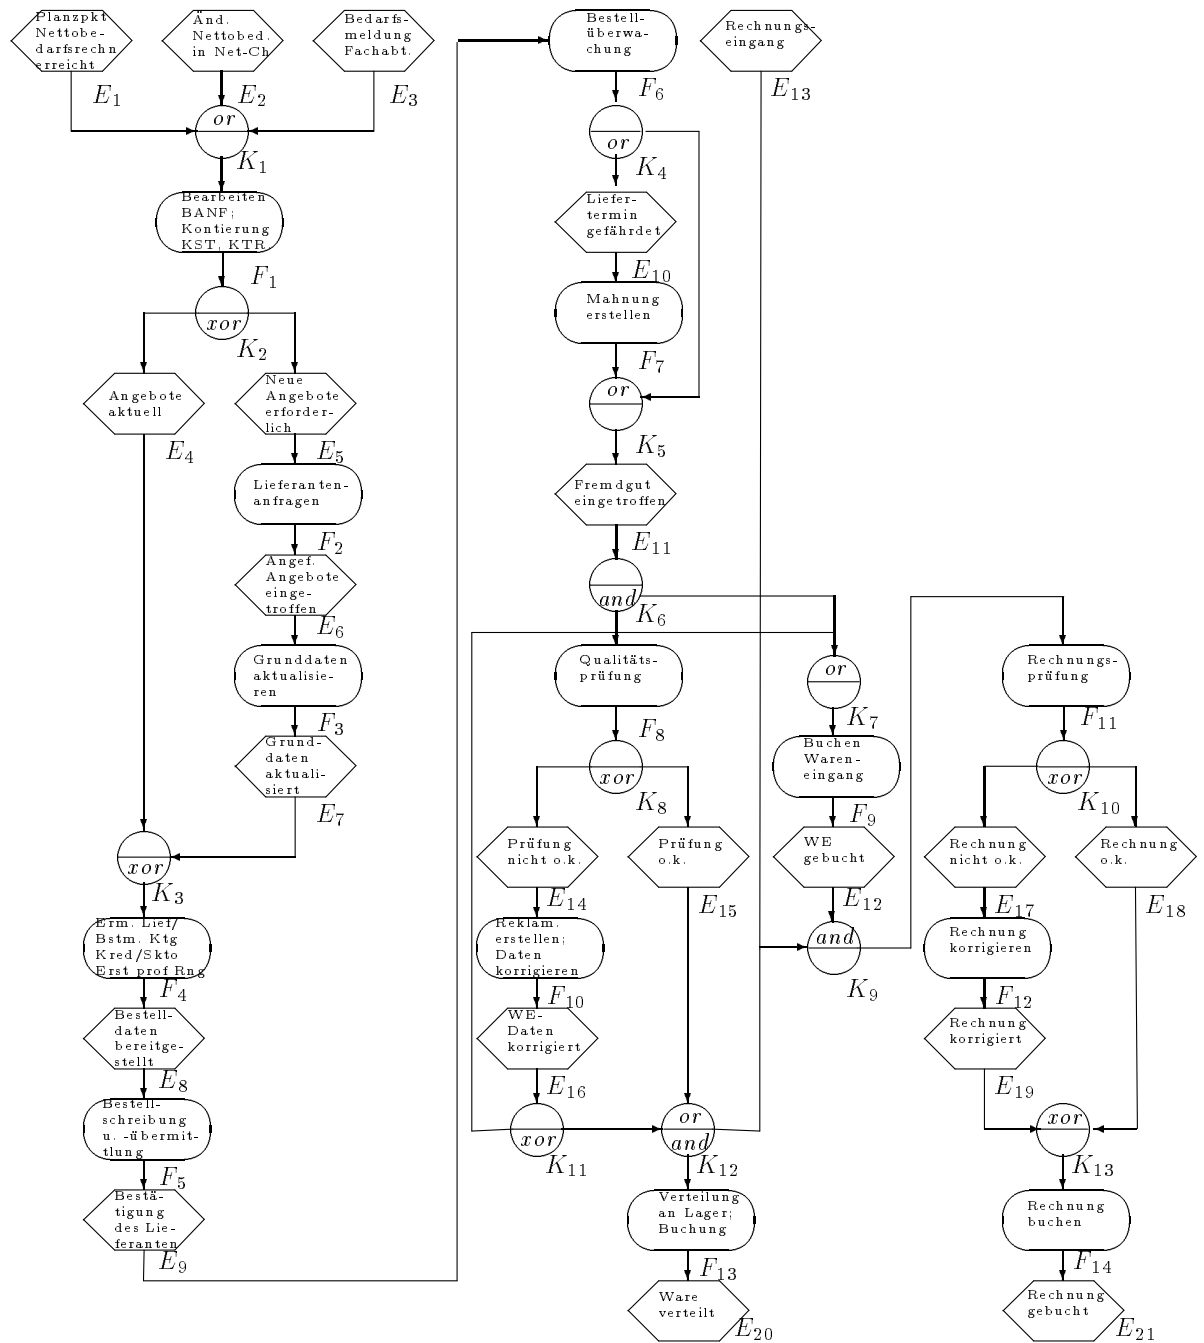 Planzpkt
Nettobe-
darfsrechn
erreicht
E1
Änd.
Nettobed.
in Net-Ch
E2
Bedarfs-
meldung
Fachabt.
E3
or
K1
Bearbeiten
BANF;
Kontierung
KST, KTR.
F1
xor
K2
Angebote
aktuell
E4
Neue
Angebote
erforder-
lich
E5
Lieferanten-
anfragen
F2
Angef.
Angebote
einge-
troffen
E6
Grunddaten
aktualisie-
ren
F3
Grund-
daten
aktuali-
siert
E7
xor
K3
Erm. Lief/
Bstm. Ktg
Kred/Skto
Erst prof Rng
F4
Bestell-
daten
bereitge-
stellt
E8
Bestell-
schreibung
u. -übermit-
tlung
F5
Bestä-
tigung
des Lie-
feranten
E9
Bestell-
überwa-
chung
F6
or
K4
Liefer-
termin
gefährdet
E10
Mahnung
erstellen
F7
or
K5
Fremdgut
eingetroffen
E11
and
K6
Qualitäts-
prüfung
F8
xor
K8
Prüfung
nicht o.k.
E14
Prüfung
o.k.
E15
Reklam.
erstellen;
Daten
korrigieren
F10
WE-
Daten
korrigiert
E16
xor
K11
or
and
K12
Verteilung
an Lager;
Buchung
F13
Ware
verteilt
E20
Rechnungs-
eingang
E13
or
K7
Buchen
Waren-
eingang
F9
WE
gebucht
E12
and
K9
Rechnungs-
prüfung
F11
xor
K10
Rechnung
nicht o.k.
E17
Rechnung
o.k.
E18
Rechnung
korrigieren
F12
Rechnung
korrigiert
E19
xor
K13
Rechnung
buchen
F14
Rechnung
gebucht
E21